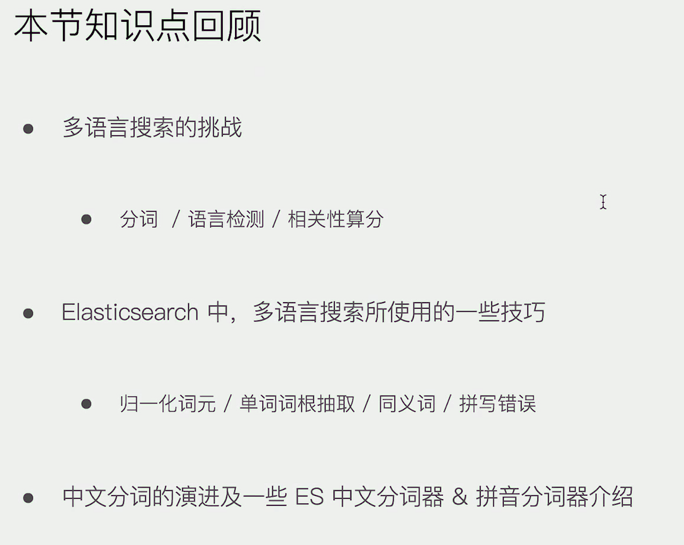 本节知识点回顾
多语言搜索的挑战
分词 / 语言检测 / 相关性算分
Elasticsearch 中，多语言搜索所使用的一些技巧
归一化词元 / 单词词根抽取 / 同义词 / 拼写错误
中文分词的演进及一些 ES 中文分词器 & 拼音分词器介绍